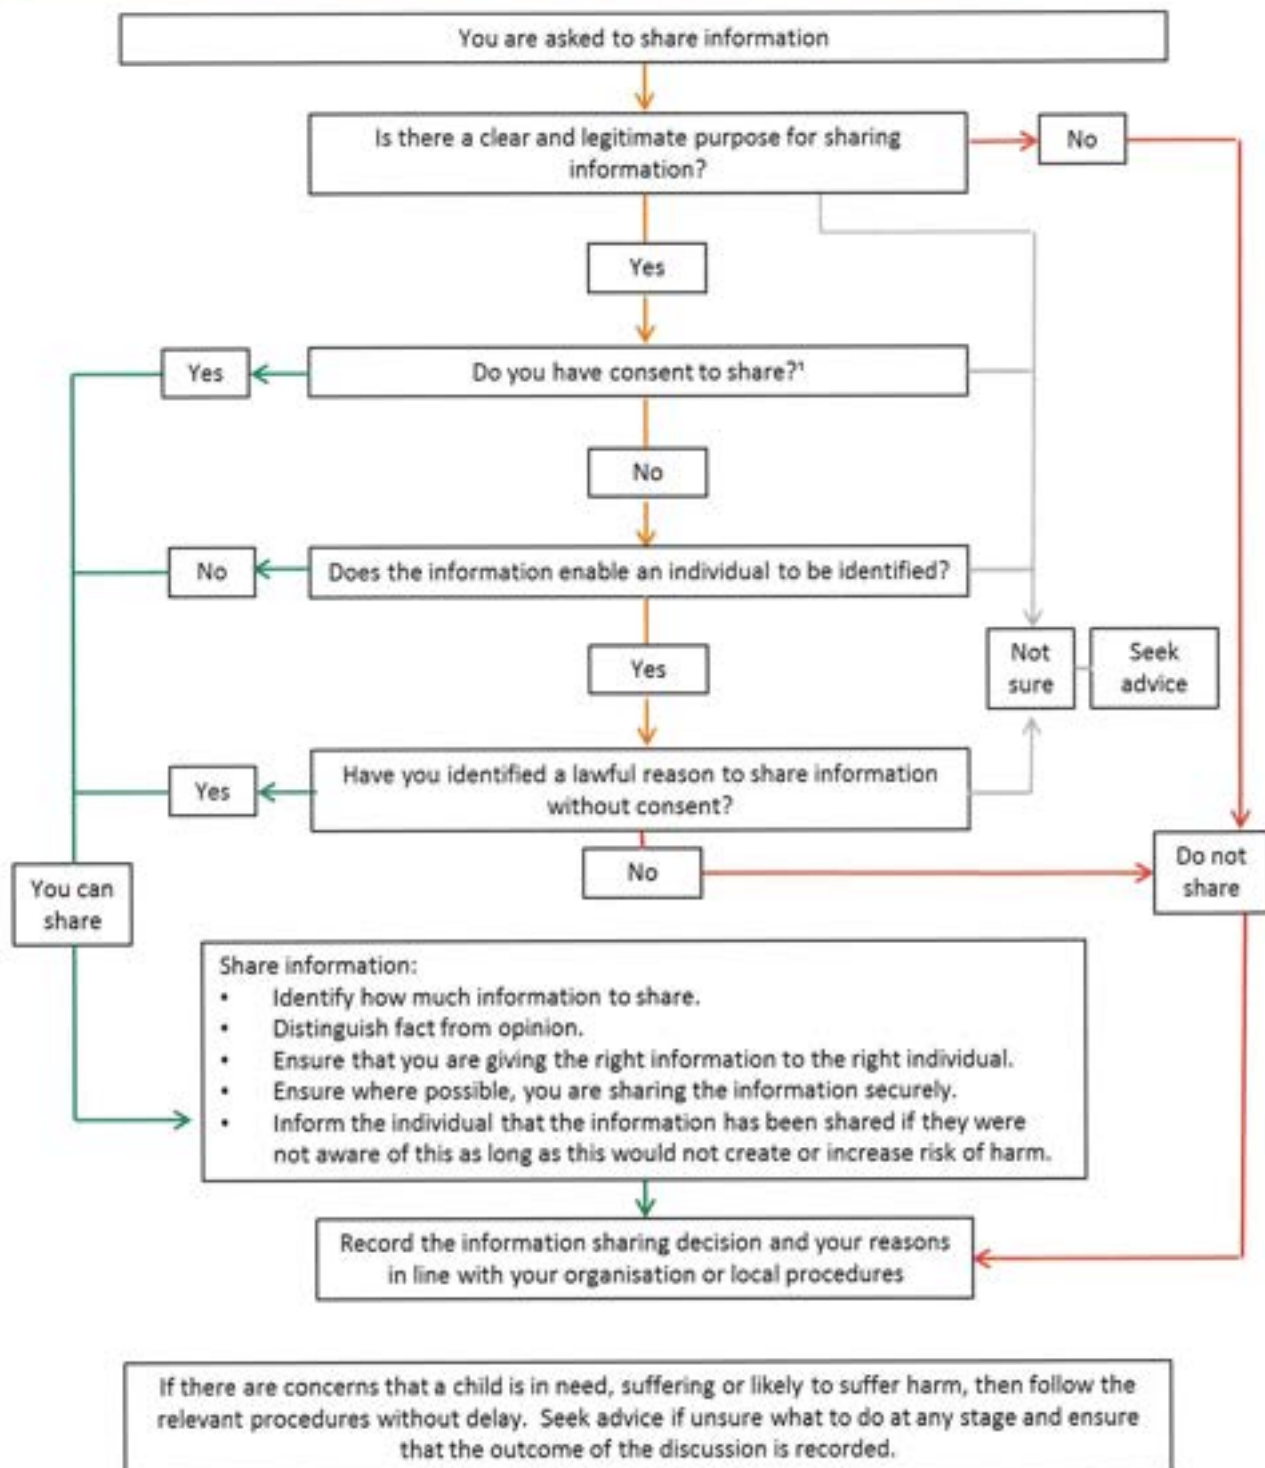 You are asked to share information
Is there a clear and legitimate purpose for sharing
information?
No
Yes
Yes
Do you have consent to share?¹
No
No
Does the information enable an individual to be identified?
Yes
Not
sure
Seek
advice
Yes
Have you identified a lawful reason to share information
without consent?
No
Do not
share
You can
share
Share information:
• Identify how much information to share.
• Distinguish fact from opinion.
• Ensure that you are giving the right information to the right individual.
• Ensure where possible, you are sharing the information securely.
• Inform the individual that the information has been shared if they were
not aware of this as long as this would not create or increase risk of harm.
Record the information sharing decision and your reasons
in line with your organisation or local procedures
If there are concerns that a child is in need, suffering or likely to suffer harm, then follow the
relevant procedures without delay. Seek advice if unsure what to do at any stage and ensure
that the outcome of the discussion is recorded.